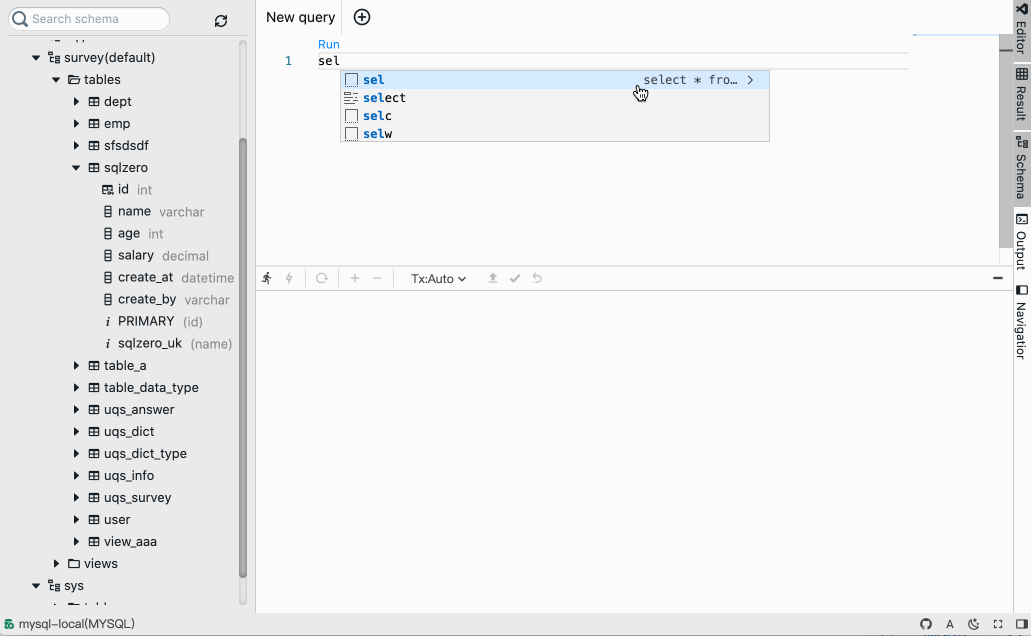 Search schema
New query
survey(default)
tables
dept
emp
sfsdsdf
sqlzero
id int
name varchar
age int
salary decimal
create_at datetime
create_by varchar
PRIMARY (id)
sqlzero_uk (name)
table_a
table_data_type
uqs_answer
uqs_dict
uqs_dict_type
uqs_info
uqs_survey
user
view_aaa
views
sys
Run
1 sel
sel select * fro…
select
selc
selw
Tx:Auto
Editor
Result
Schema
Output
Navigatior
mysql-local(MYSQL)
A